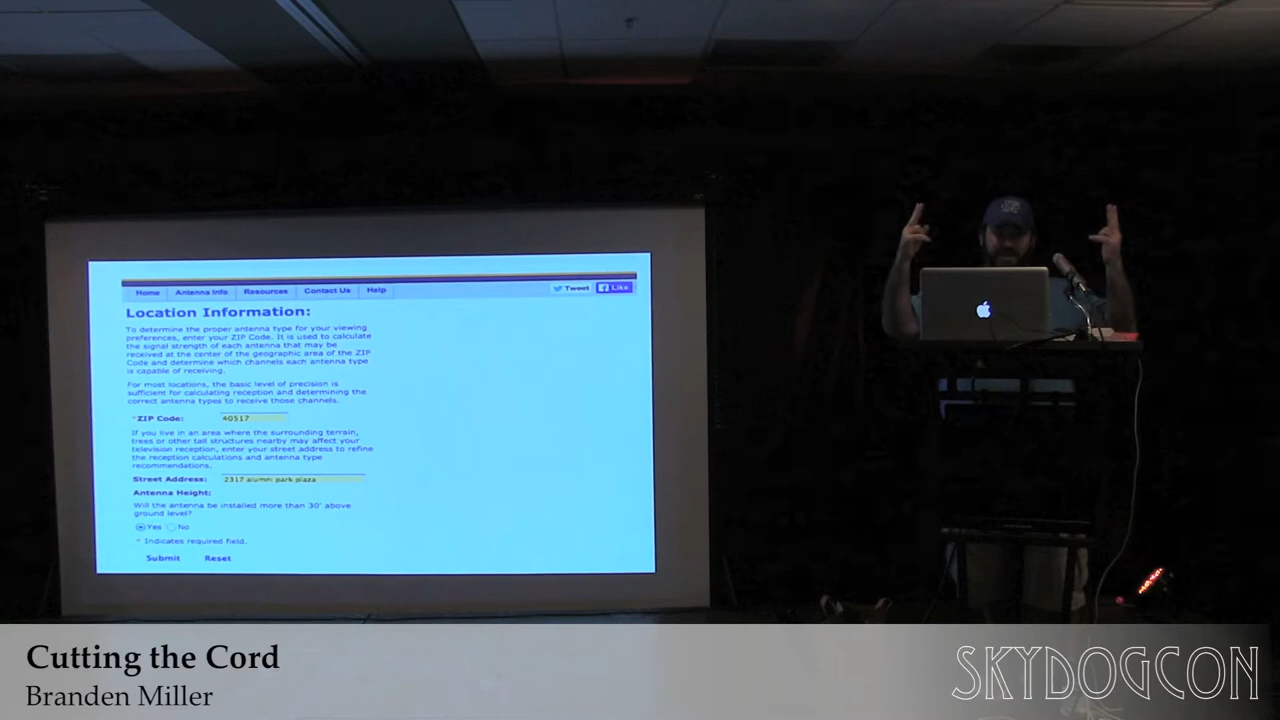 Home Antenna Info Resources Contact Us Help Tweet Like
Location Information:
To determine the proper antenna type for your viewing
preferences, enter your ZIP Code. It is used to calculate
the signal strength of each antenna that may be
received at the center of the geographic area of the ZIP
Code and determine which channels each antenna type
is capable of receiving.
For most locations, the basic level of precision is
sufficient for calculating reception and determining the
correct antenna types to receive those channels.
*ZIP Code: 40517
If you live in an area where the surrounding terrain,
trees or other tall structures nearby may affect your
television reception, enter your street address to refine
the reception calculations and antenna type
recommendations.
Street Address: 2317 alumni park plaza
Antenna Height:
Will the antenna be installed more than 30' above
ground level?
Yes No
* Indicates required field.
Submit Reset
Cutting the Cord
Branden Miller
SKYDOGCON